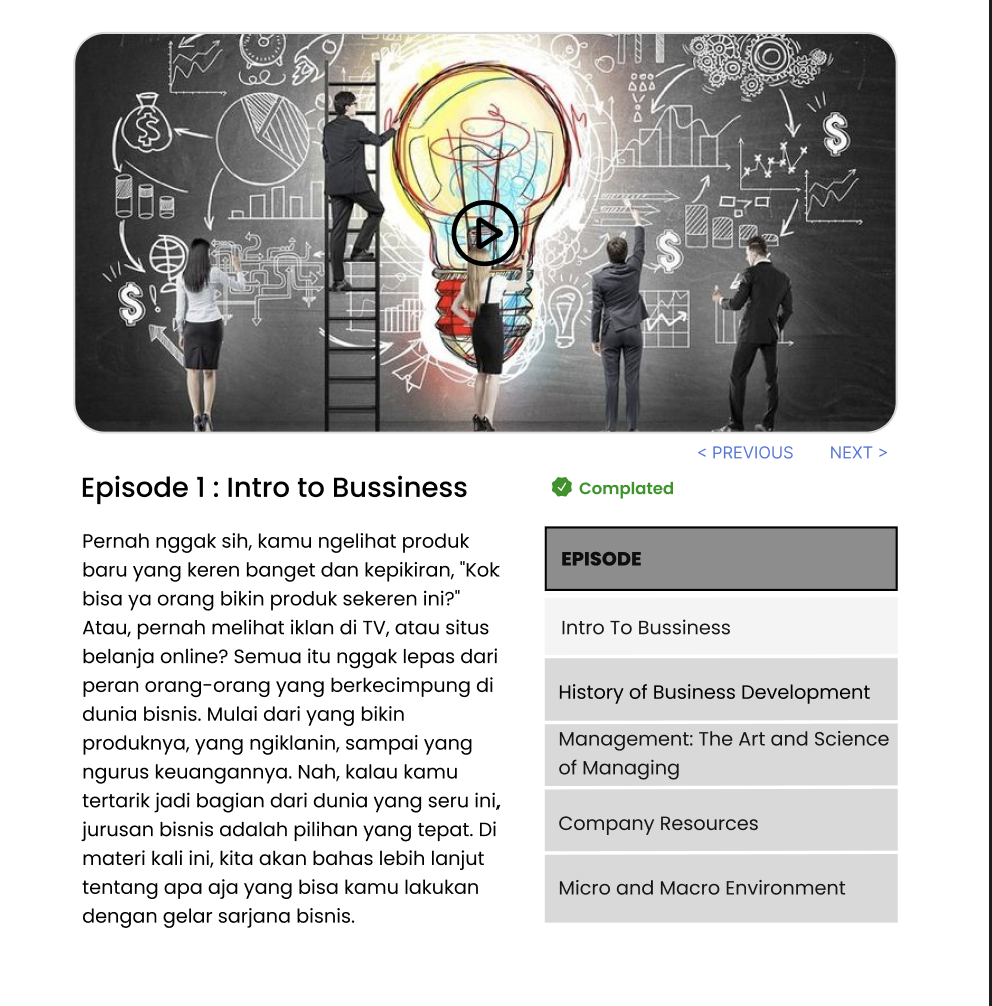 < PREVIOUS NEXT >
Episode 1 : Intro to Bussiness
Complated
Pernah nggak sih, kamu ngelihat produk
baru yang keren banget dan kepikiran, "Kok
bisa ya orang bikin produk sekeren ini?"
Atau, pernah melihat iklan di TV, atau situs
belanja online? Semua itu nggak lepas dari
peran orang-orang yang berkecimpung di
dunia bisnis. Mulai dari yang bikin
produknya, yang ngiklanin, sampai yang
ngurus keuangannya. Nah, kalau kamu
tertarik jadi bagian dari dunia yang seru ini,
jurusan bisnis adalah pilihan yang tepat. Di
materi kali ini, kita akan bahas lebih lanjut
tentang apa aja yang bisa kamu lakukan
dengan gelar sarjana bisnis.
EPISODE
Intro To Bussiness
History of Business Development
Management: The Art and Science
of Managing
Company Resources
Micro and Macro Environment